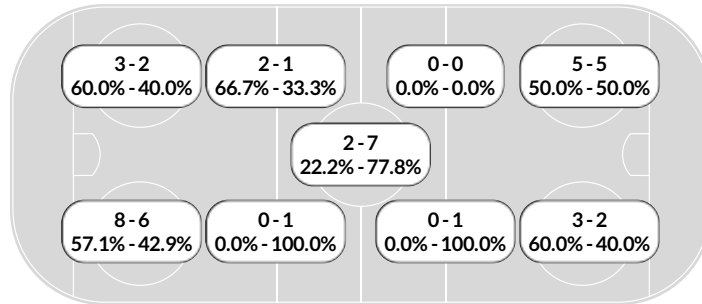 3 - 2
60.0% - 40.0%
2 - 1
66.7% - 33.3%
0 - 0
0.0% - 0.0%
5 - 5
50.0% - 50.0%
2 - 7
22.2% - 77.8%
8 - 6
57.1% - 42.9%
0 - 1
0.0% - 100.0%
0 - 1
0.0% - 100.0%
3 - 2
60.0% - 40.0%